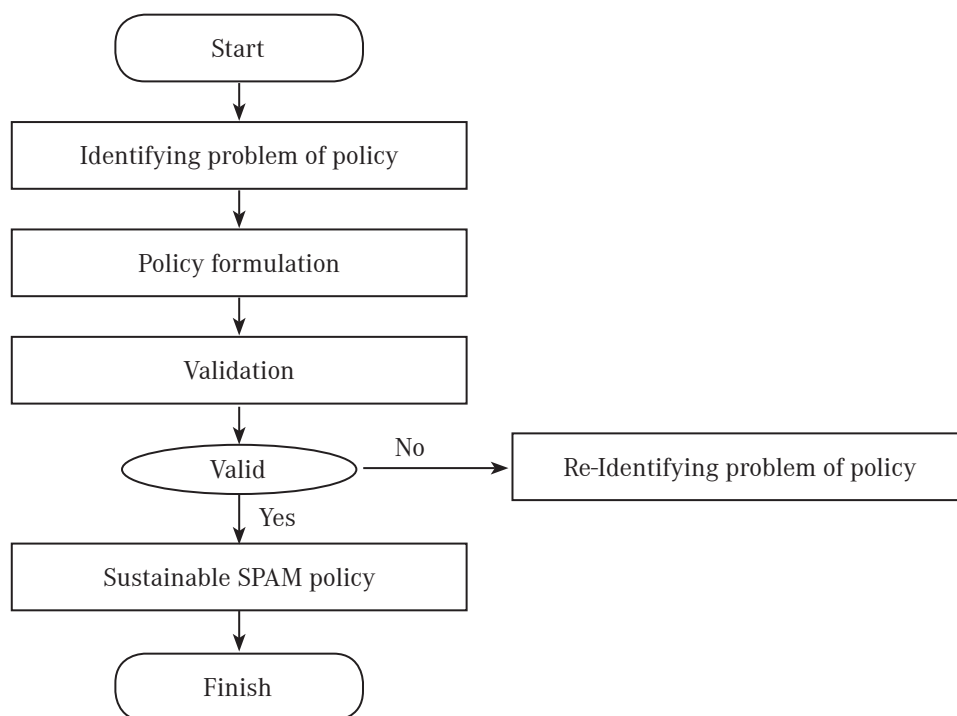 Start
Identifying problem of policy
Policy formulation
Validation
Valid
No
Re-Identifying problem of policy
Yes
Sustainable SPAM policy
Finish